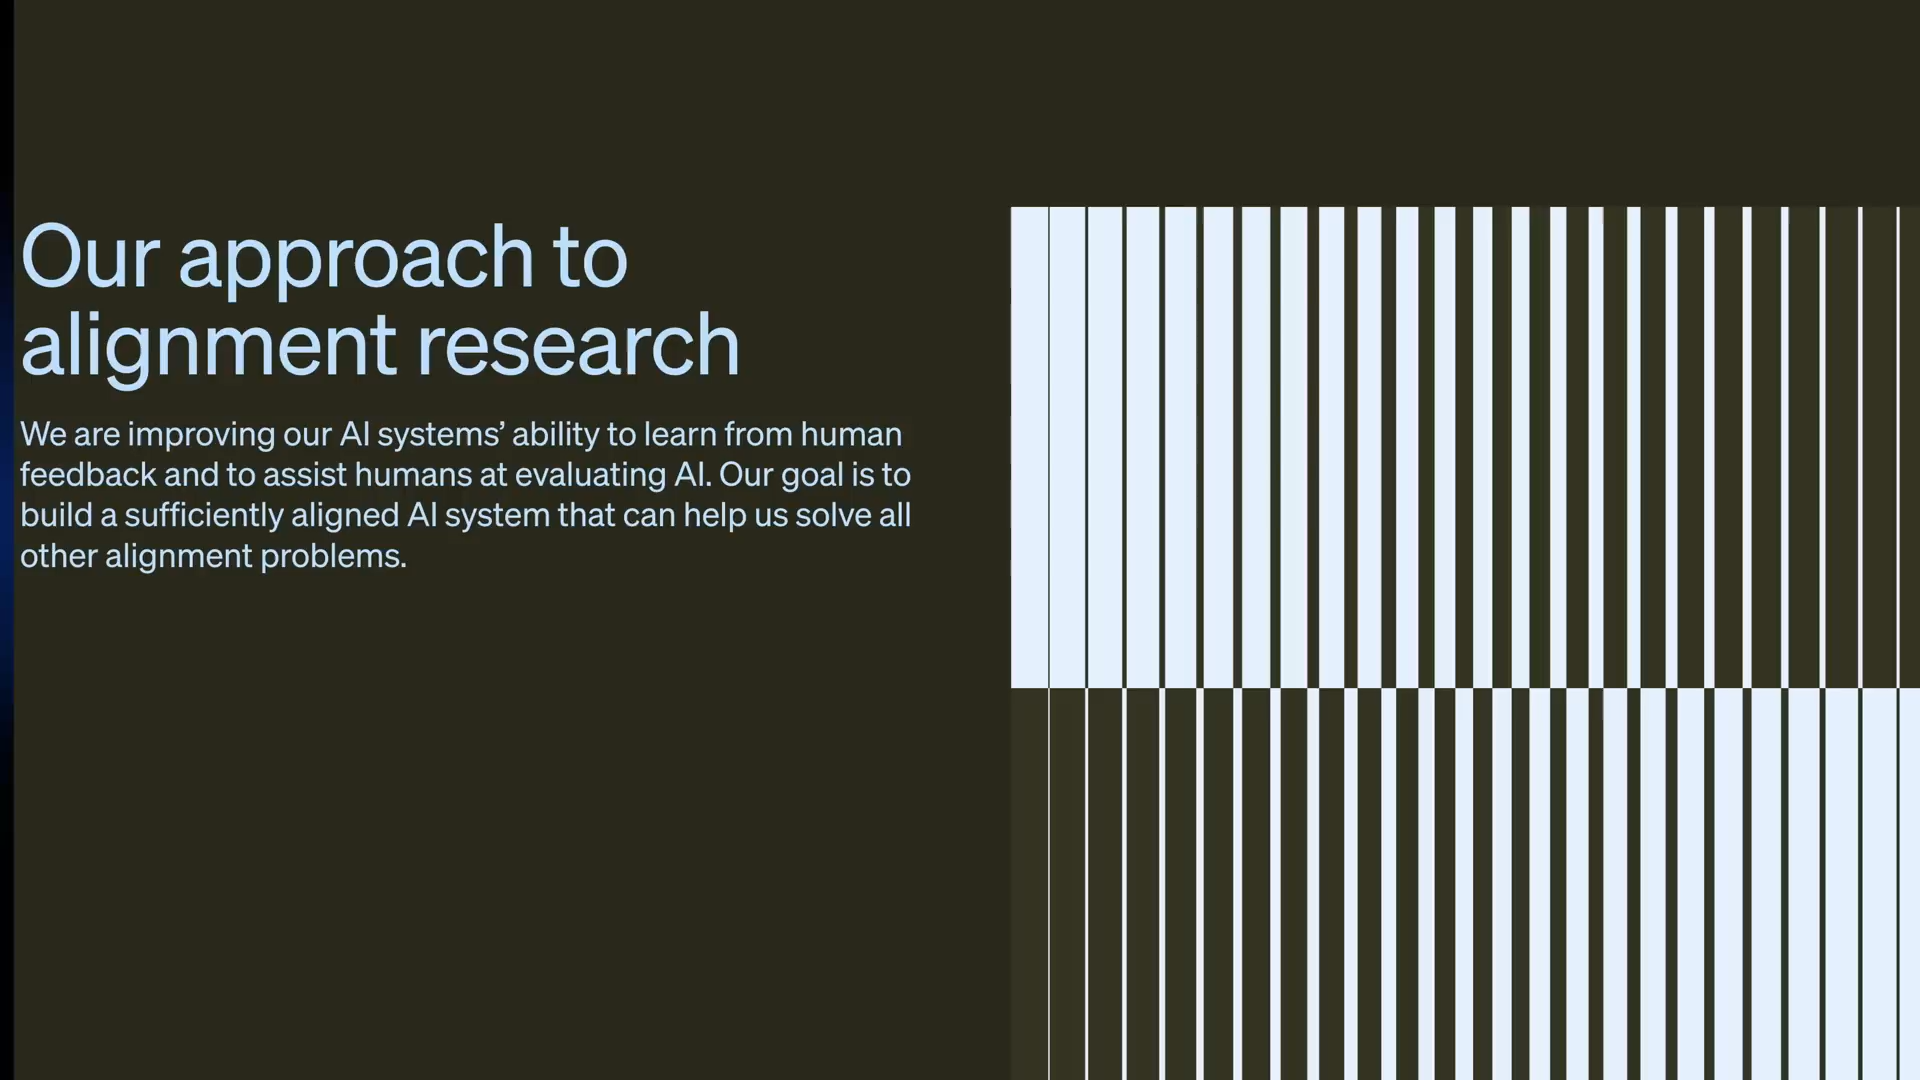 Our approach to
alignment research
We are improving our AI systems’ ability to learn from human
feedback and to assist humans at evaluating AI. Our goal is to
build a sufficiently aligned AI system that can help us solve all
other alignment problems.